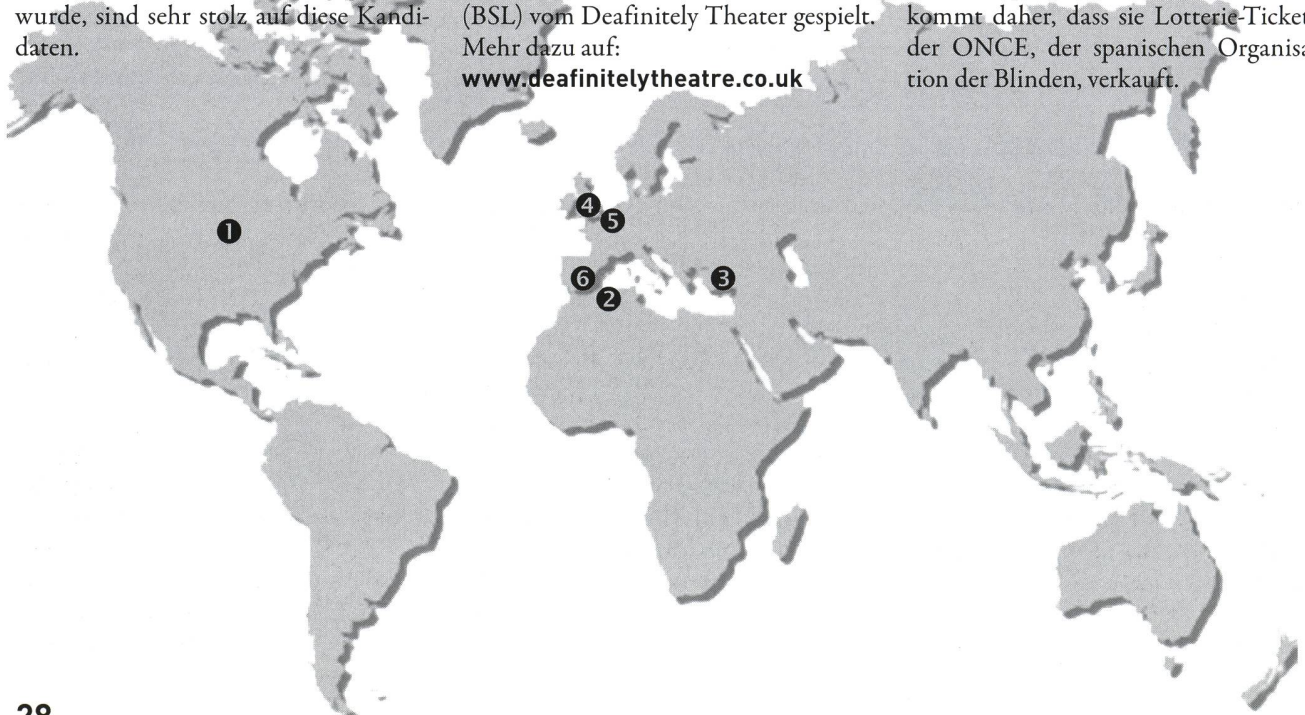 wurde, sind sehr stolz auf diese Kandi-
daten.
(BSL) vom Deafinitely Theater gespielt.
Mehr dazu auf:
www.deafinitelytheatre.co.uk
kommt daher, dass sie Lotterie-Ticket
der ONCE, der spanischen Organisa
tion der Blinden, verkauft.
1
4
5
6
3
2